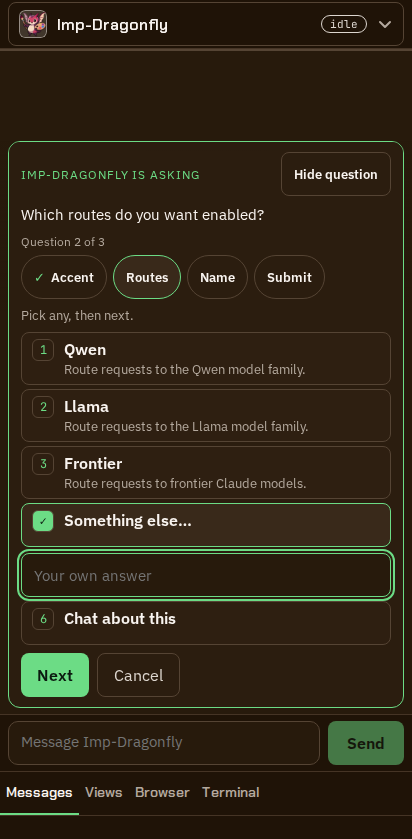 Imp-Dragonfly
idle
IMP-DRAGONFLY IS ASKING
Hide question
Which routes do you want enabled?
Question 2 of 3
✓ Accent
Routes
Name
Submit
Pick any, then next.
1 Qwen
Route requests to the Qwen model family.
2 Llama
Route requests to the Llama model family.
3 Frontier
Route requests to frontier Claude models.
✓ Something else...
Your own answer
6 Chat about this
Next
Cancel
Message Imp-Dragonfly
Send
Messages Views Browser Terminal